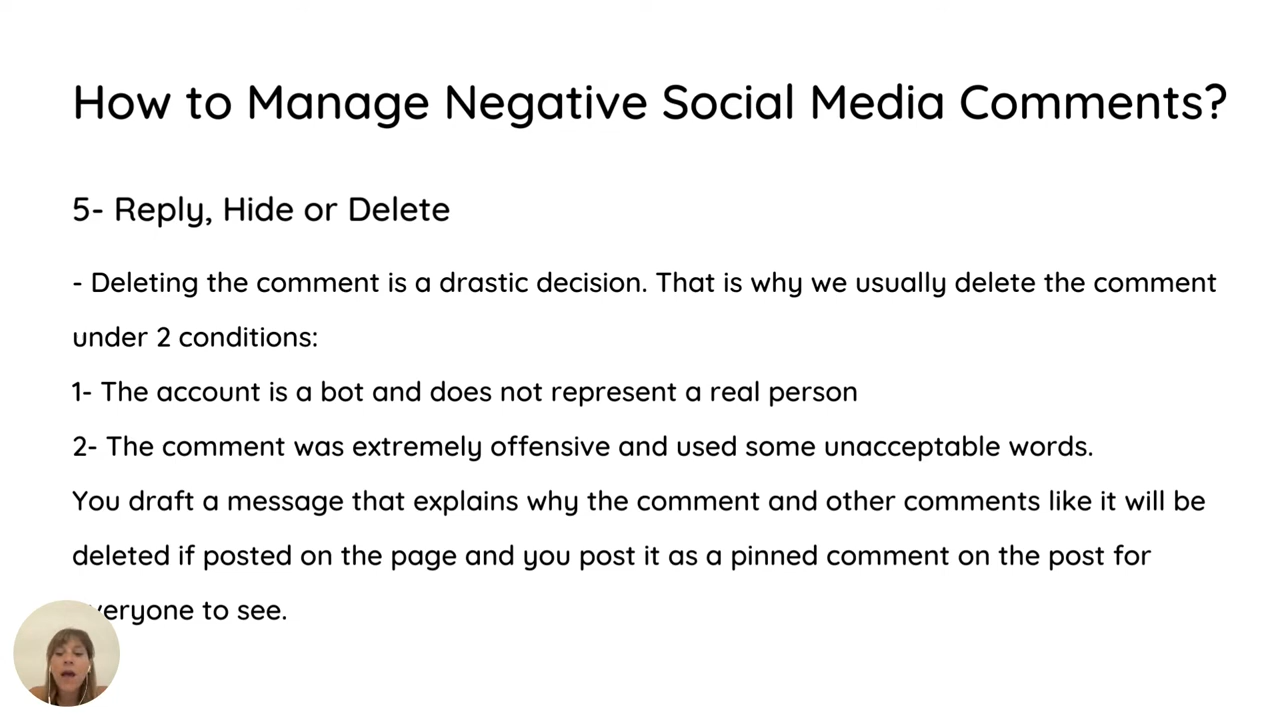 How to Manage Negative Social Media Comments?
5- Reply, Hide or Delete
- Deleting the comment is a drastic decision. That is why we usually delete the comment
under 2 conditions:
1- The account is a bot and does not represent a real person
2- The comment was extremely offensive and used some unacceptable words.
You draft a message that explains why the comment and other comments like it will be
deleted if posted on the page and you post it as a pinned comment on the post for
everyone to see.